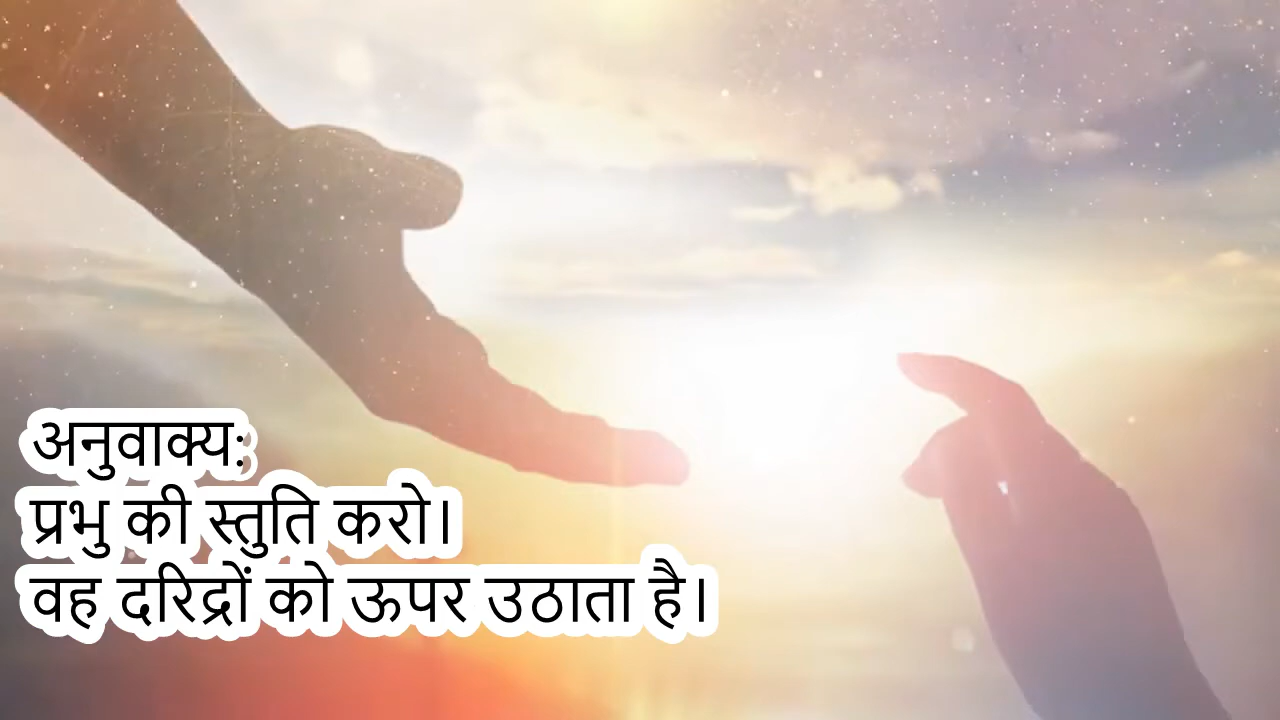 अनुवाक्य:
प्रभु की स्तुति करो।
वह दरिद्रों को ऊपर उठाता है।